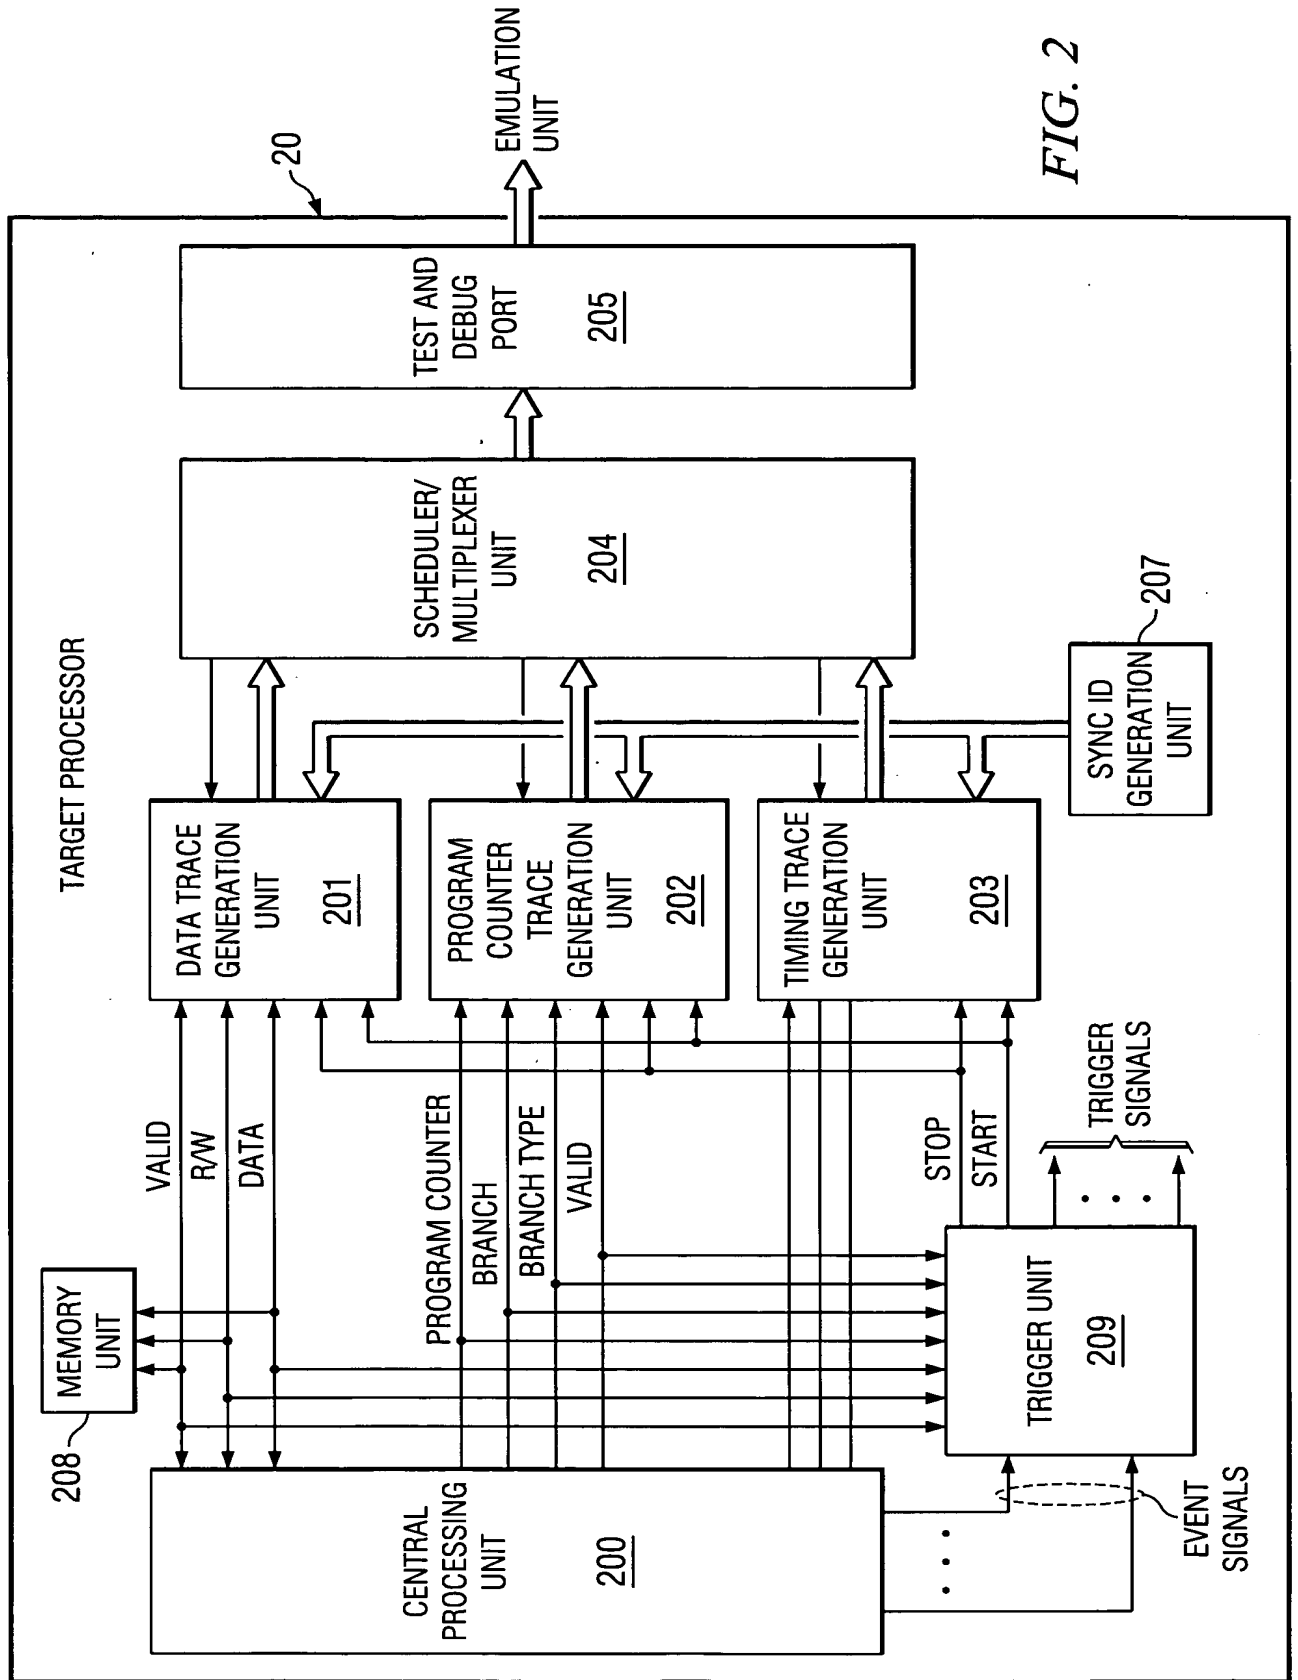 TARGET PROCESSOR
20
208
MEMORY
UNIT
VALID
R/W
DATA
PROGRAM COUNTER
BRANCH
BRANCH TYPE
VALID
CENTRAL
PROCESSING
UNIT
200
DATA TRACE
GENERATION
UNIT
201
PROGRAM
COUNTER
TRACE
GENERATION
UNIT
202
TIMING TRACE
GENERATION
UNIT
203
SCHEDULER/
MULTIPLEXER
UNIT
204
TEST AND
DEBUG
PORT
205
EMULATION
UNIT
STOP
START
TRIGGER UNIT
209
TRIGGER
SIGNALS
EVENT
SIGNALS
SYNC ID
GENERATION
UNIT
207
FIG. 2